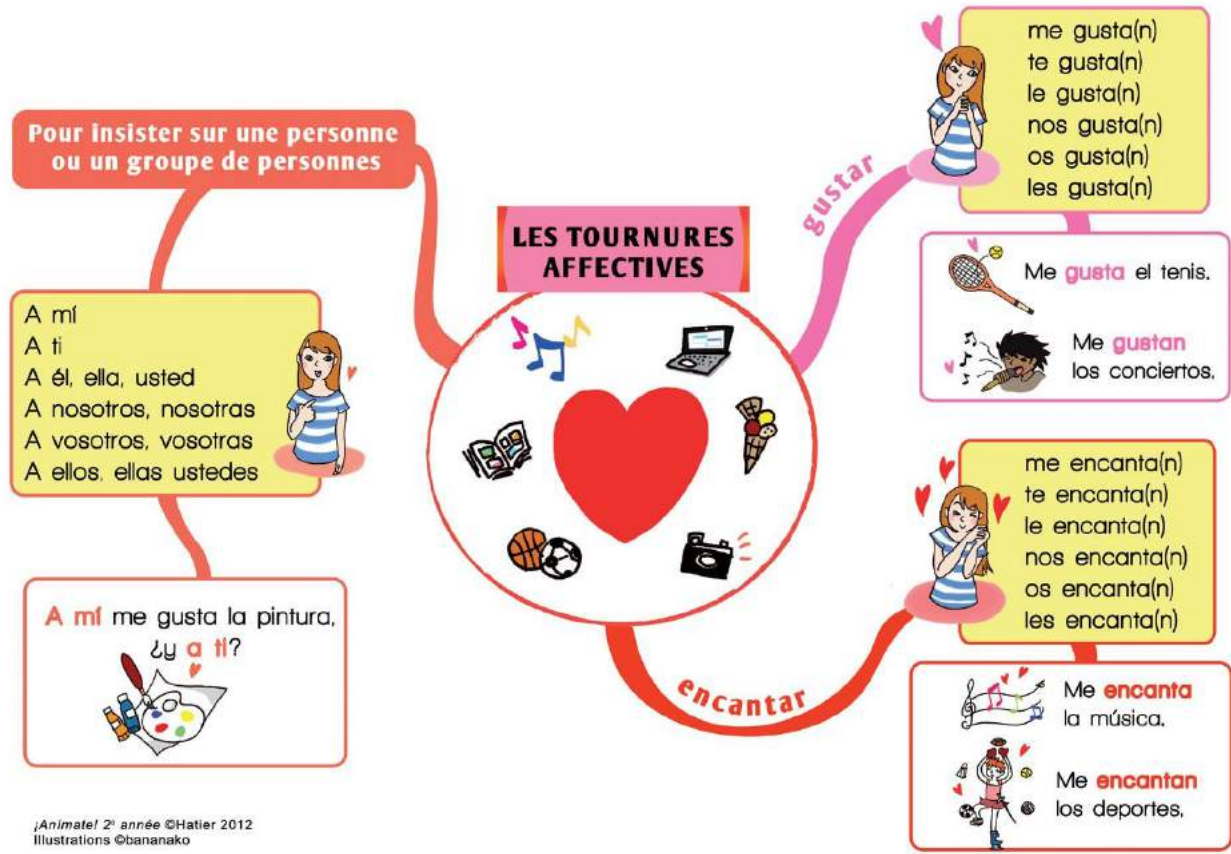 Pour insister sur une personne
ou un groupe de personnes
A mí
A ti
A él, ella, usted
A nosotros, nosotras
A vosotros, vosotras
A ellos, ellas ustedes
A mí me gusta la pintura,
¿y a ti?
LES TOURNURES
AFFECTIVES
gustar
me gusta(n)
te gusta(n)
le gusta(n)
nos gusta(n)
os gusta(n)
les gusta(n)
Me gusta el tenis.
Me gustan
los conciertos.
encantar
me encanta(n)
te encanta(n)
le encanta(n)
nos encanta(n)
os encanta(n)
les encanta(n)
Me encanta
la música.
Me encantan
los deportes.
¡Animate! 2ᵉ année ©Hatier 2012
Illustrations ©bananako